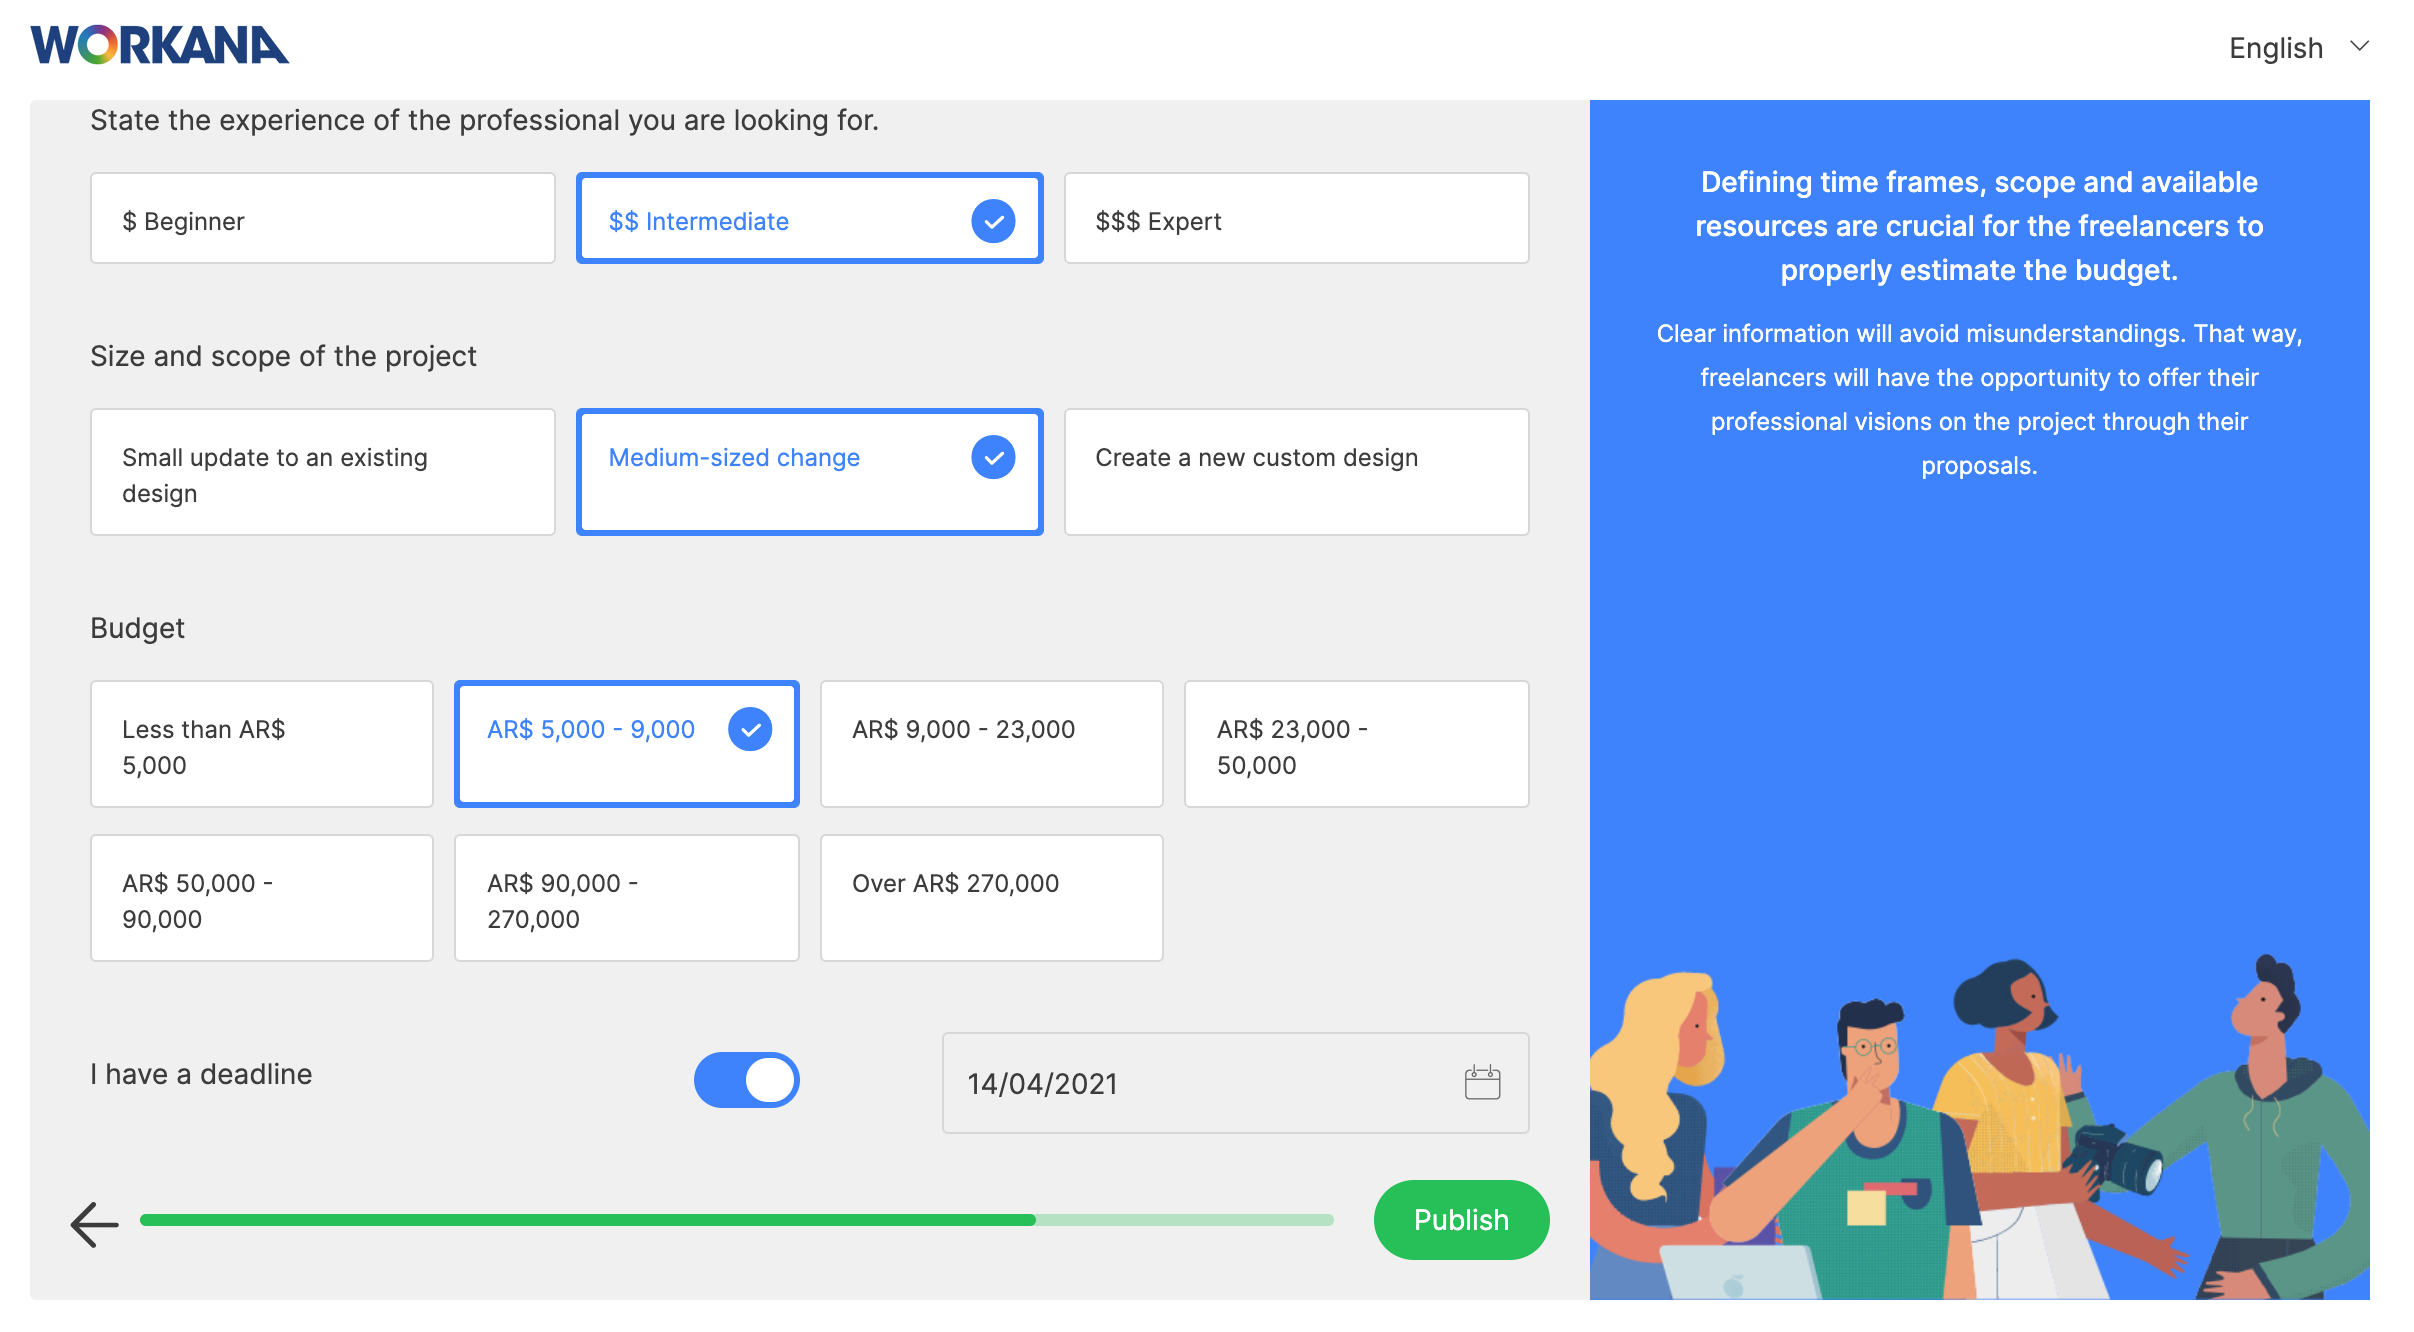 WORKANA
English
State the experience of the professional you are looking for.
$ Beginner
$$ Intermediate
$$$ Expert
Size and scope of the project
Small update to an existing
design
Medium-sized change
Create a new custom design
Budget
Less than AR$
5,000
AR$ 5,000 - 9,000
AR$ 9,000 - 23,000
AR$ 23,000 -
50,000
AR$ 50,000 -
90,000
AR$ 90,000 -
270,000
Over AR$ 270,000
I have a deadline
14/04/2021
Publish
Defining time frames, scope and available
resources are crucial for the freelancers to
properly estimate the budget.
Clear information will avoid misunderstandings. That way,
freelancers will have the opportunity to offer their
professional visions on the project through their
proposals.